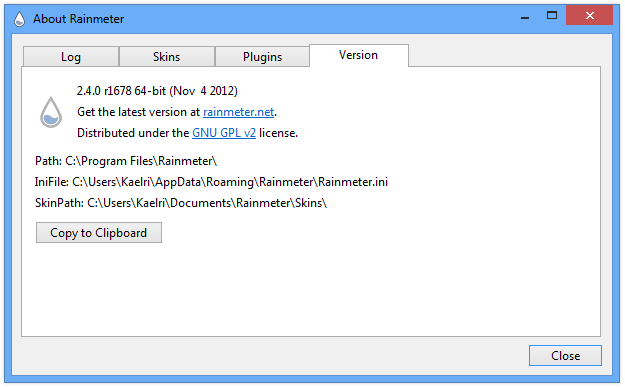 About Rainmeter
Log Skins Plugins Version
2.4.0 r1678 64-bit (Nov  4 2012)
Get the latest version at rainmeter.net.
Distributed under the GNU GPL v2 license.
Path: C:\Program Files\Rainmeter\
IniFile: C:\Users\Kaelri\AppData\Roaming\Rainmeter\Rainmeter.ini
SkinPath: C:\Users\Kaelri\Documents\Rainmeter\Skins\
Copy to Clipboard
Close